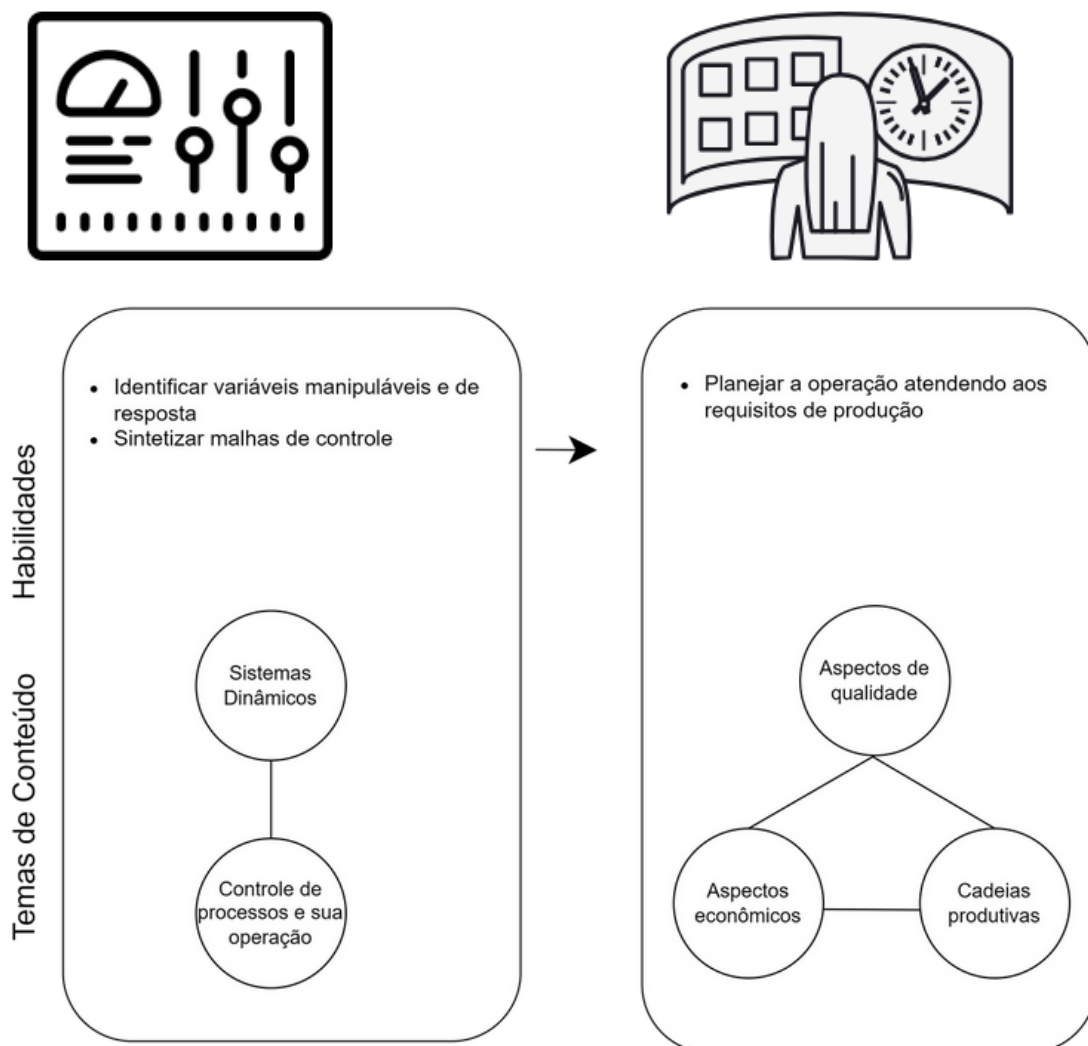 Habilidades
Temas de Conteúdo
• Identificar variáveis manipuláveis e de
resposta
• Sintetizar malhas de controle
Sistemas
Dinâmicos
Controle de
processos e sua
operação
• Planejar a operação atendendo aos
requisitos de produção
Aspectos de
qualidade
Aspectos
econômicos
Cadeias
produtivas